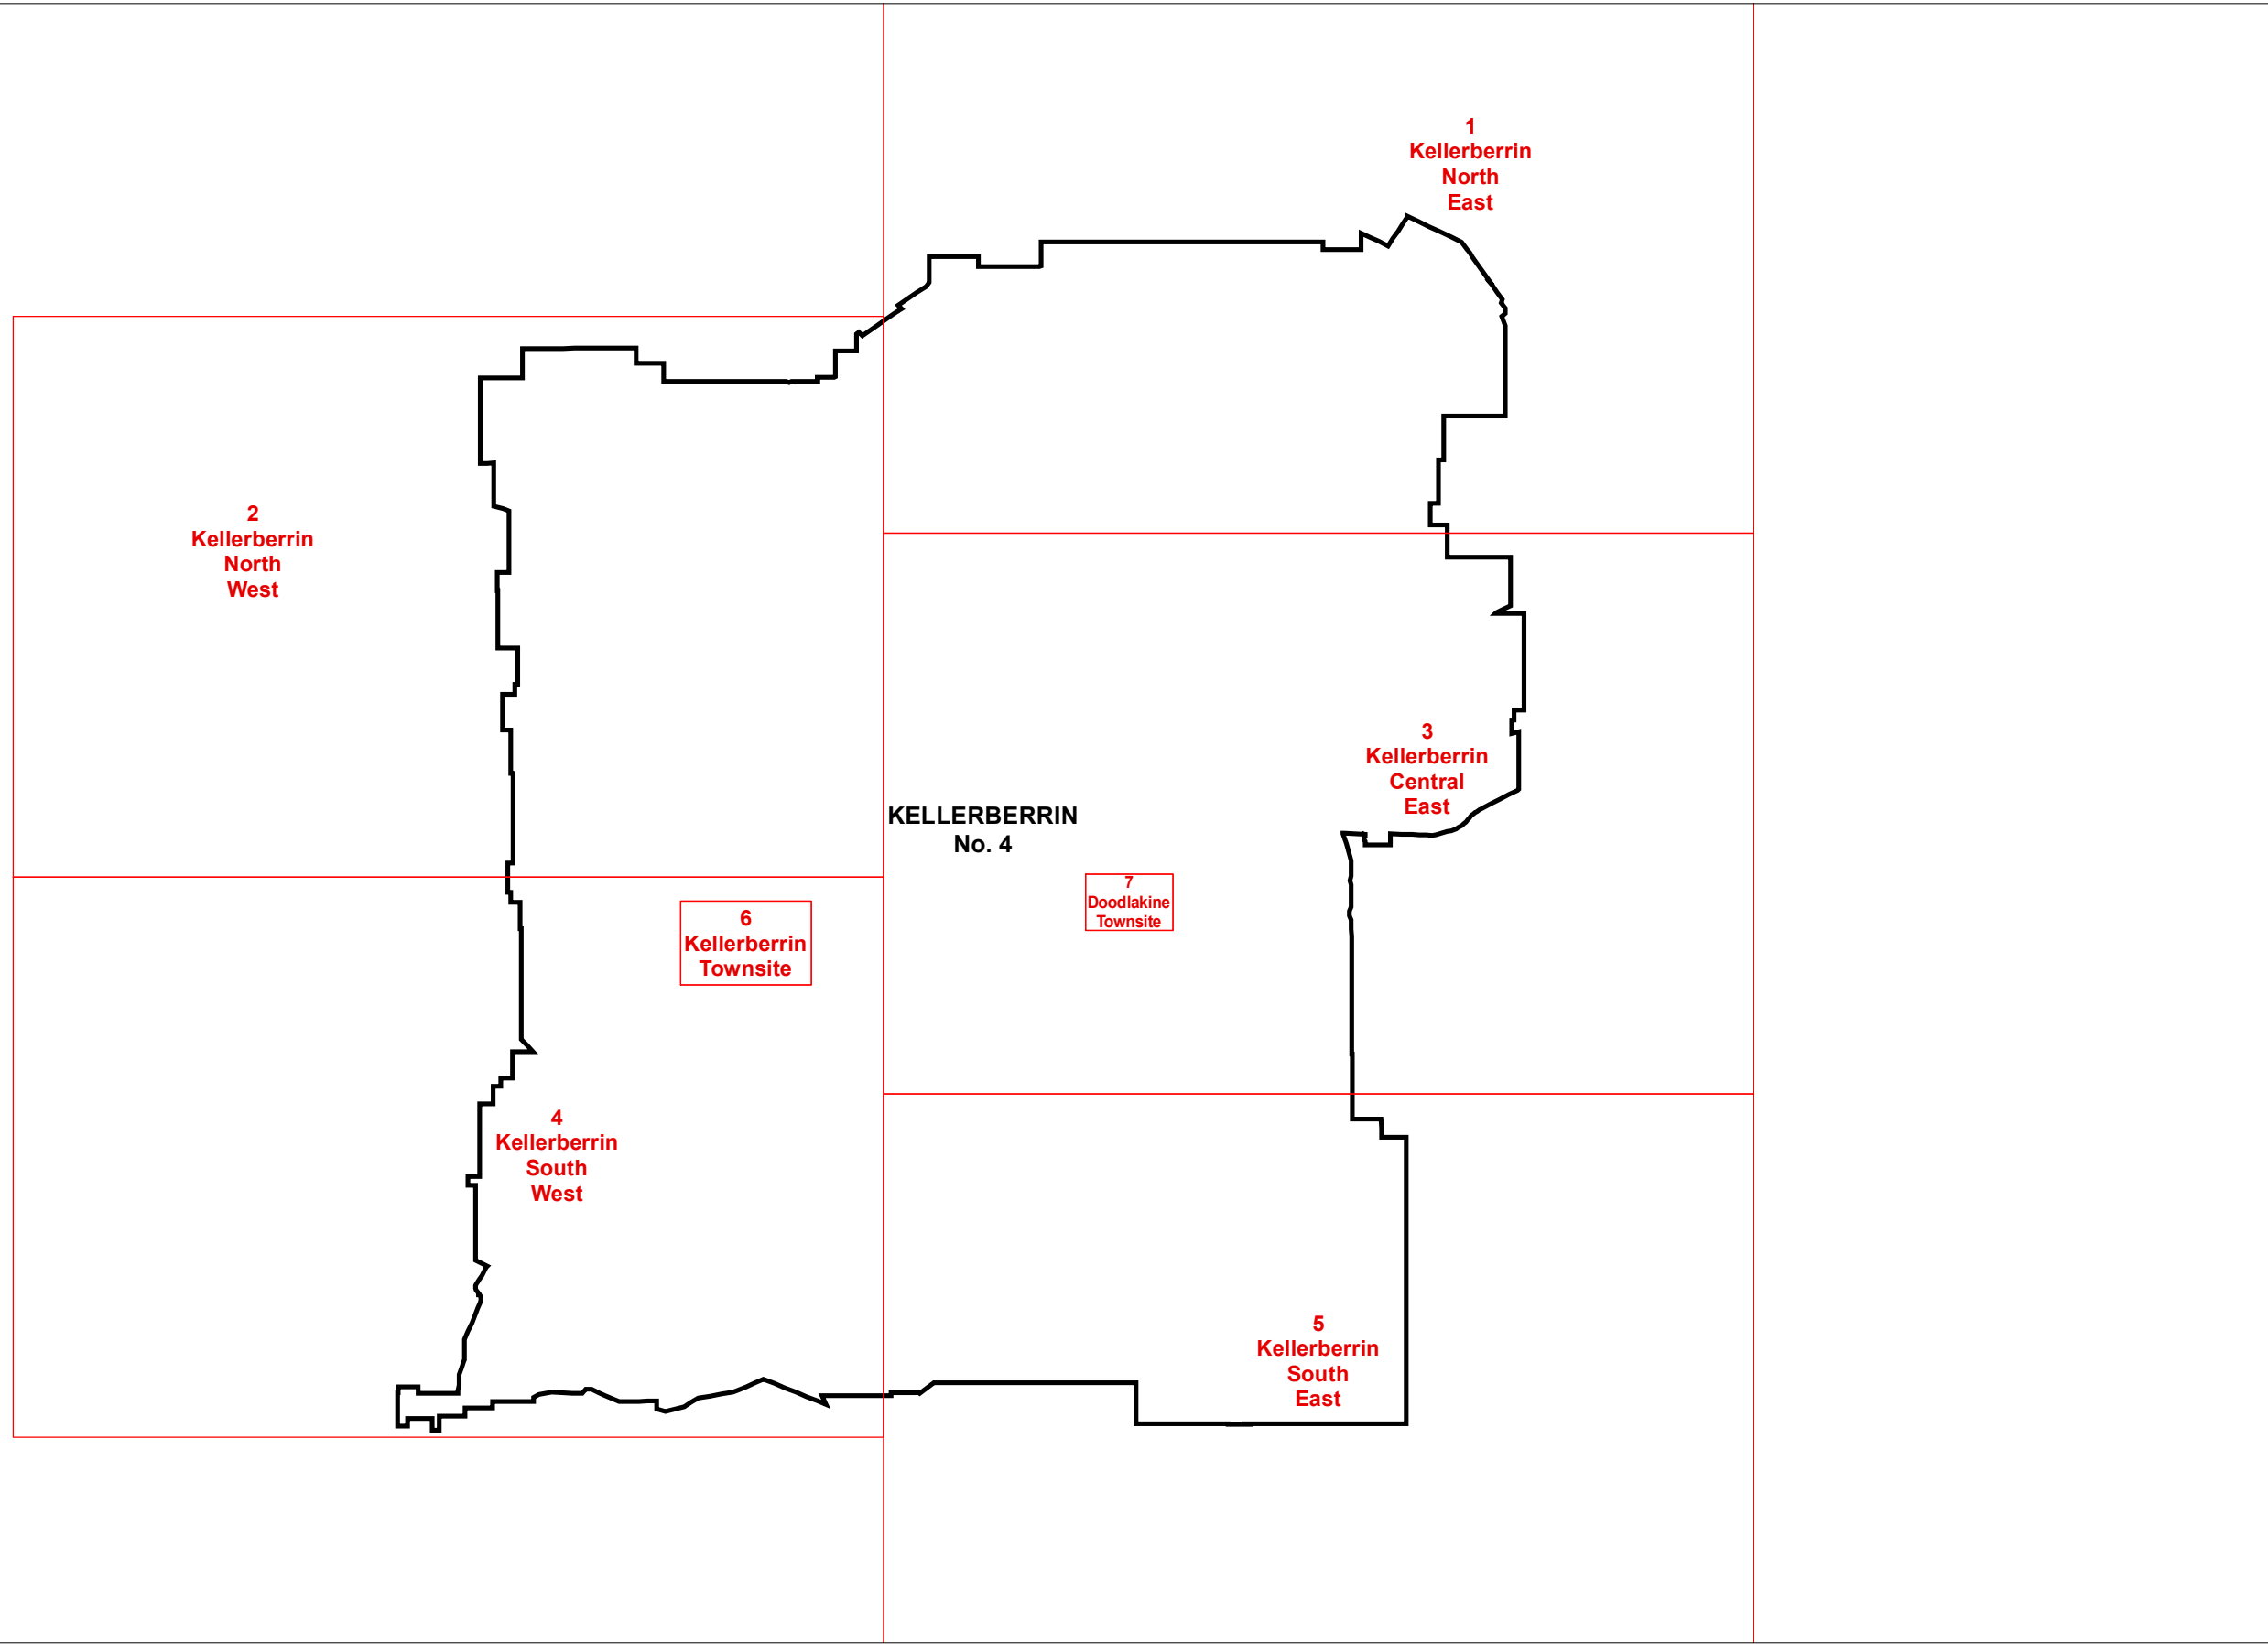 1
Kellerberrin
North
East
2
Kellerberrin
North
West
3
Kellerberrin
Central
East
KELLERBERRIN
No. 4
7
Doodlakine
Townsite
6
Kellerberrin
Townsite
4
Kellerberrin
South
West
5
Kellerberrin
South
East